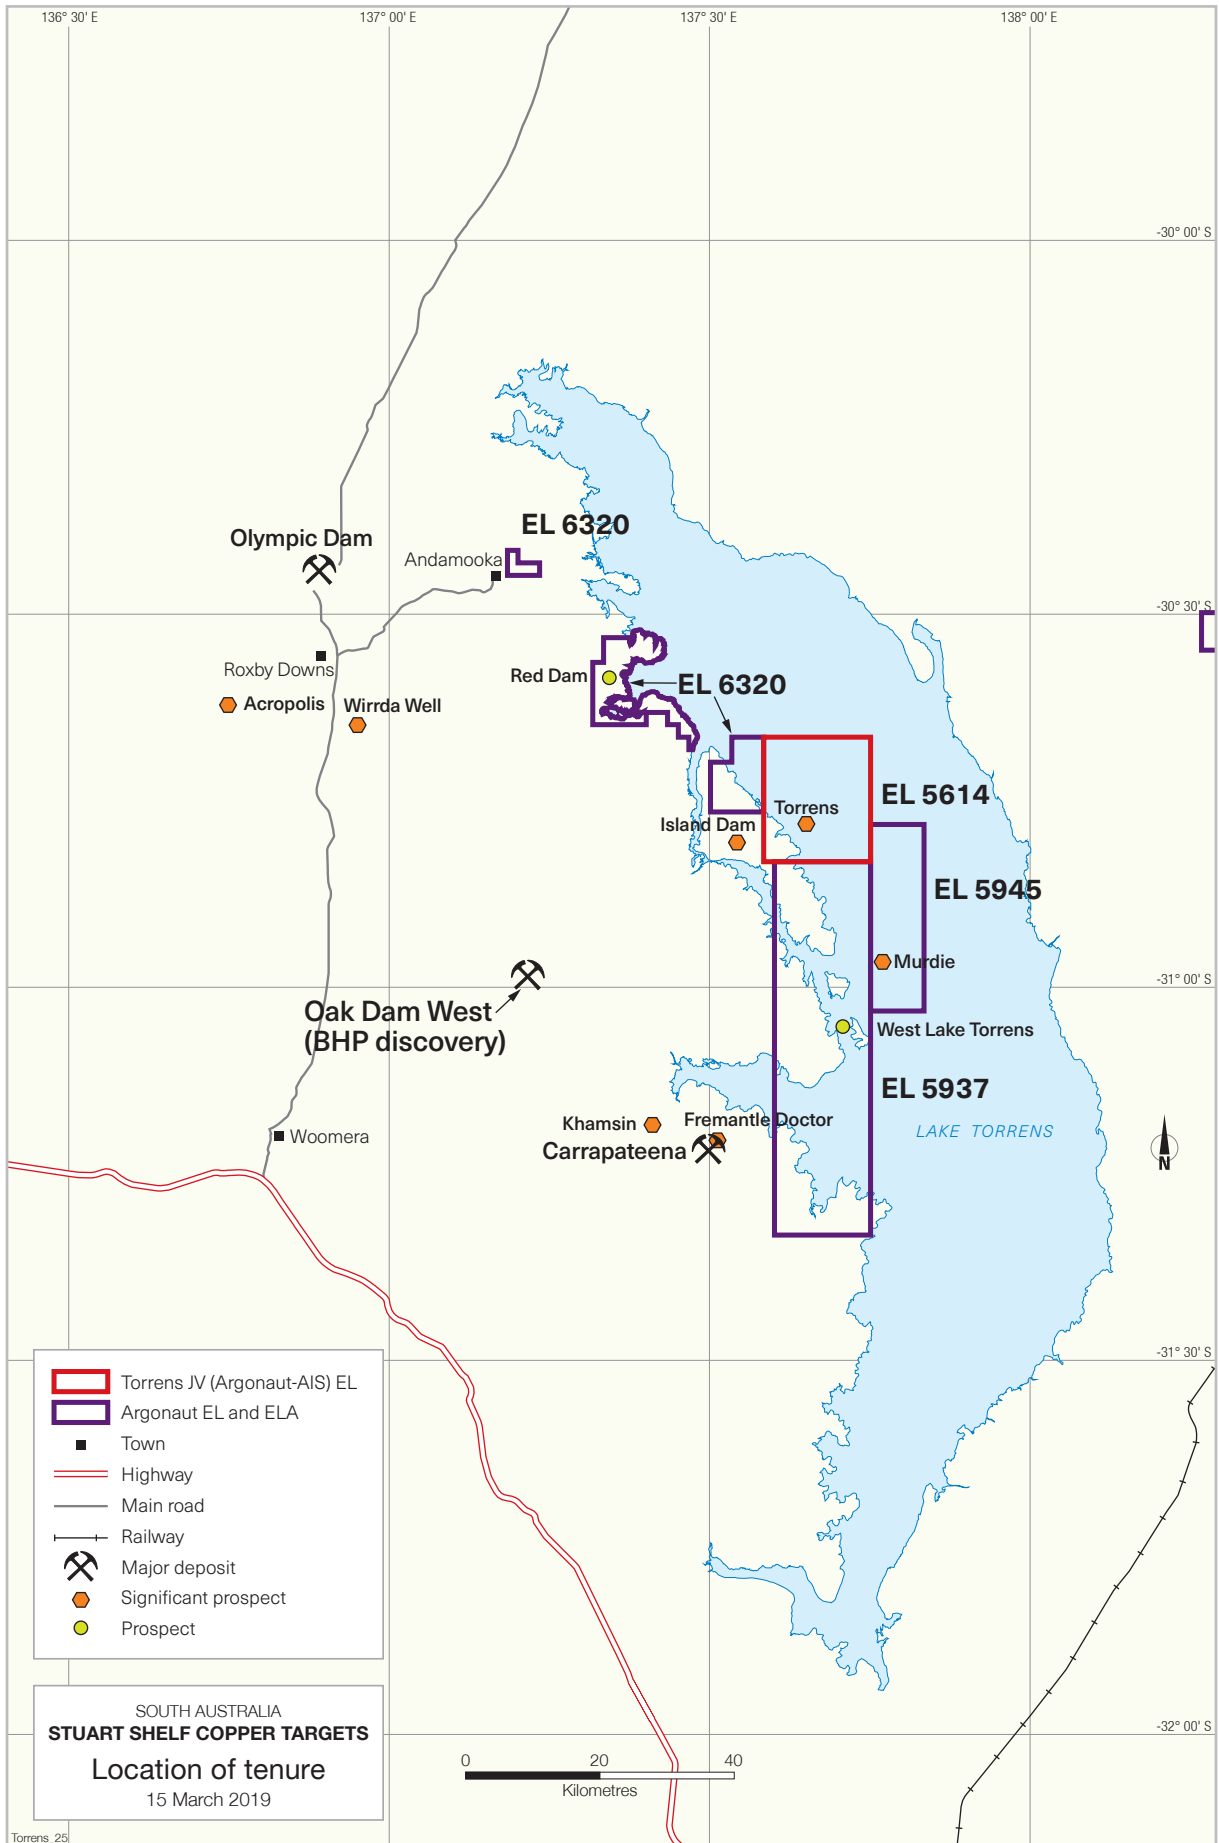 136° 30' E
137° 00' E
137° 30' E
138° 00' E
-30° 00' S
EL 6320
Olympic Dam
Andamooka
-30° 30' S
Roxby Downs
Red Dam
EL 6320
Acropolis
Wirrda Well
EL 5614
Torrens
Island Dam
EL 5945
Murdie
-31° 00' S
Oak Dam West
(BHP discovery)
West Lake Torrens
EL 5937
Khamsin
Fremantle Doctor
LAKE TORRENS
Woomera
Carrapateena
N
-31° 30' S
Torrens JV (Argonaut-AIS) EL
Argonaut EL and ELA
Town
Highway
Main road
Railway
Major deposit
Significant prospect
Prospect
SOUTH AUSTRALIA
STUART SHELF COPPER TARGETS
Location of tenure
15 March 2019
-32° 00' S
0 20 40
Kilometres
Torrens 25